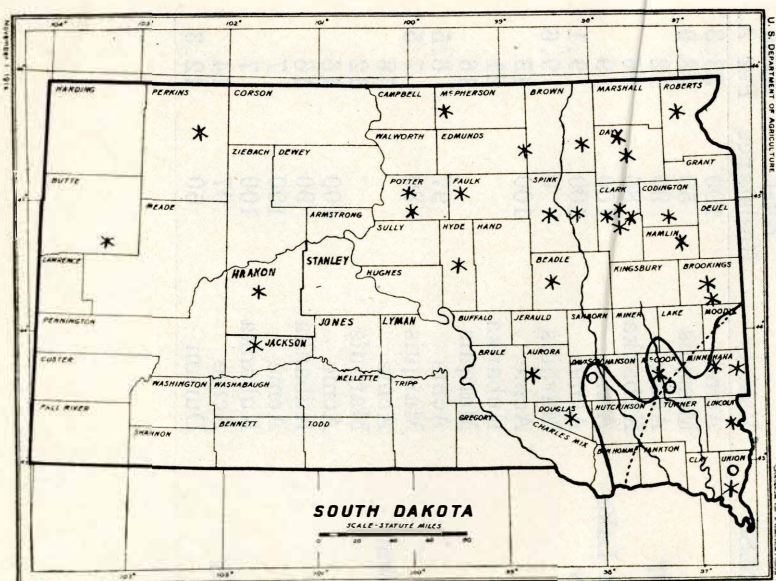 U. S. DEPARTMENT OF AGRICULTURE
November 1916
104° 103° 102° 101° 100° 99° 98° 97°
HARDING PERKINS CORSON CAMPBELL MCPHERSON BROWN MARSHALL ROBERTS
WALWORTH EDMUNDS DAY
ZIEBACH DEWEY GRANT
BUTTE POTTER FAULK SPINK CLARK CODINGTON
MEADE DEUEL
ARMSTRONG
SULLY HYDE HAND HAMLIN
LAWRENCE STANLEY BEADLE KINGSBURY BROOKINGS
HAAKON HUGHES
PENNINGTON JONES LYMAN BUFFALO JERAULD SANBORN MINER LAKE MOODY
JACKSON BRULE AURORA DAVISON HANSON McCOOK MINNEHAHA
CUSTER
WASHINGTON WASHABAUGH MELLETTE TRIPP
FALL RIVER DOUGLAS HUTCHINSON TURNER LINCOLN
SHANNON BENNETT TODD GREGORY CHARLES MIX
BON HOMME YANKTON CLAY UNION
SOUTH DAKOTA
SCALE-STATUTE MILES
0 20 40 60 80